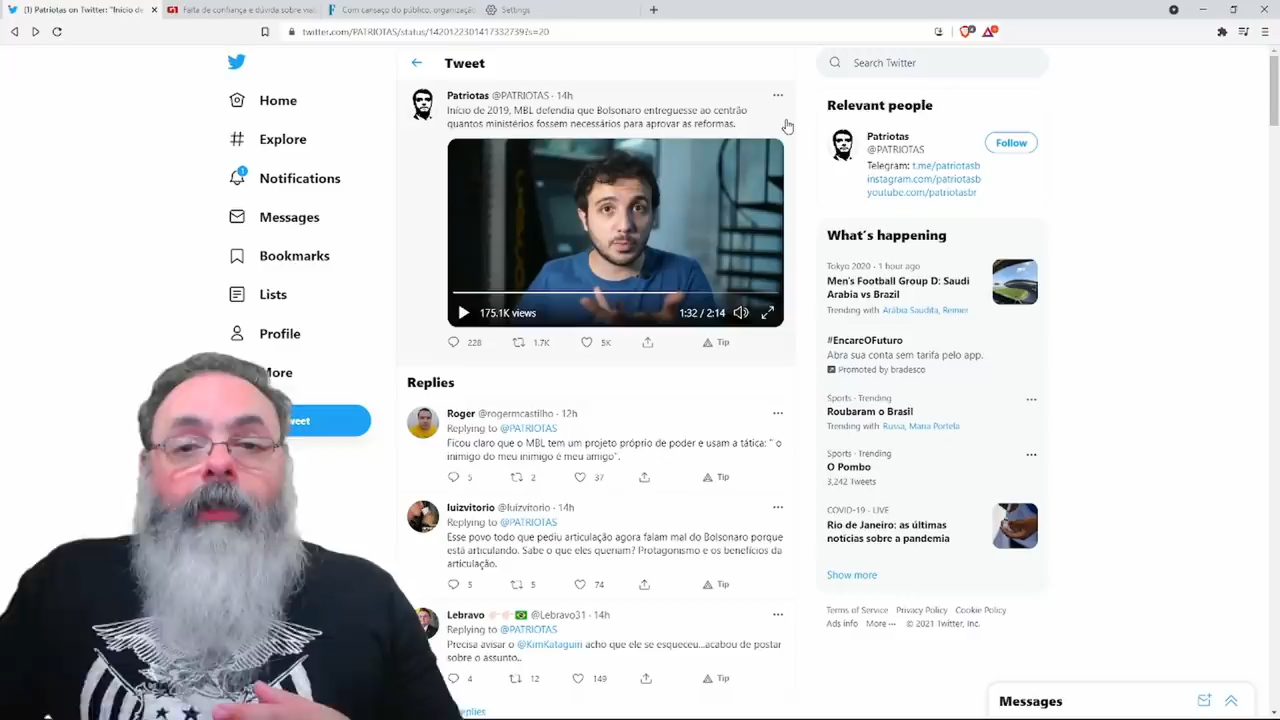 (1) Patriotas on Twitter: "Início de
Falta de confiança e dúvida sobre
Com cansaço do público, organização
Settings
twitter.com/PATRIOTAS/status/1420122301417332739?s=20
Home
Explore
Notifications
1
Messages
Bookmarks
Lists
Profile
More
weet
Tweet
Patriotas @PATRIOTAS · 14h
Início de 2019, MBL defendia que Bolsonaro entreguesse ao centrão
quantos ministérios fossem necessários para aprovar as reformas.
175.1K views
1:32 / 2:14
228 1.7K 5K Tip
Replies
Roger @rogermcastilho · 12h
Replying to @PATRIOTAS
Ficou claro que o MBL tem um projeto próprio de poder e usam a tática: " o
inimigo do meu inimigo é meu amigo".
5 2 37 Tip
luizvitorio @luizvitorio · 14h
Replying to @PATRIOTAS
Esse povo todo que pediu articulação agora falam mal do Bolsonaro porque
está articulando. Sabe o que eles queriam? Protagonismo e os benefícios da
articulação.
5 5 74 Tip
Lebravo @Lebravo31 · 14h
Replying to @PATRIOTAS
Precisa avisar o @KimKataguiri acho que ele se esqueceu...acabou de postar
sobre o assunto..
4 12 149 Tip
eplies
Search Twitter
Relevant people
Patriotas
@PATRIOTAS
Follow
Telegram: t.me/patriotasb
instagram.com/patriotasb
youtube.com/patriotasbr
What's happening
Tokyo 2020 · 1 hour ago
Men's Football Group D: Saudi
Arabia vs Brazil
Trending with Arábia Saudita, Reinier
#EncareOFuturo
Abra sua conta sem tarifa pelo app.
Promoted by bradesco
Sports · Trending
Roubaram o Brasil
Trending with Russa, Maria Portela
Sports · Trending
O Pombo
3,242 Tweets
COVID-19 · LIVE
Rio de Janeiro: as últimas
notícias sobre a pandemia
Show more
Terms of Service Privacy Policy Cookie Policy
Ads info More ··· © 2021 Twitter, Inc.
Messages